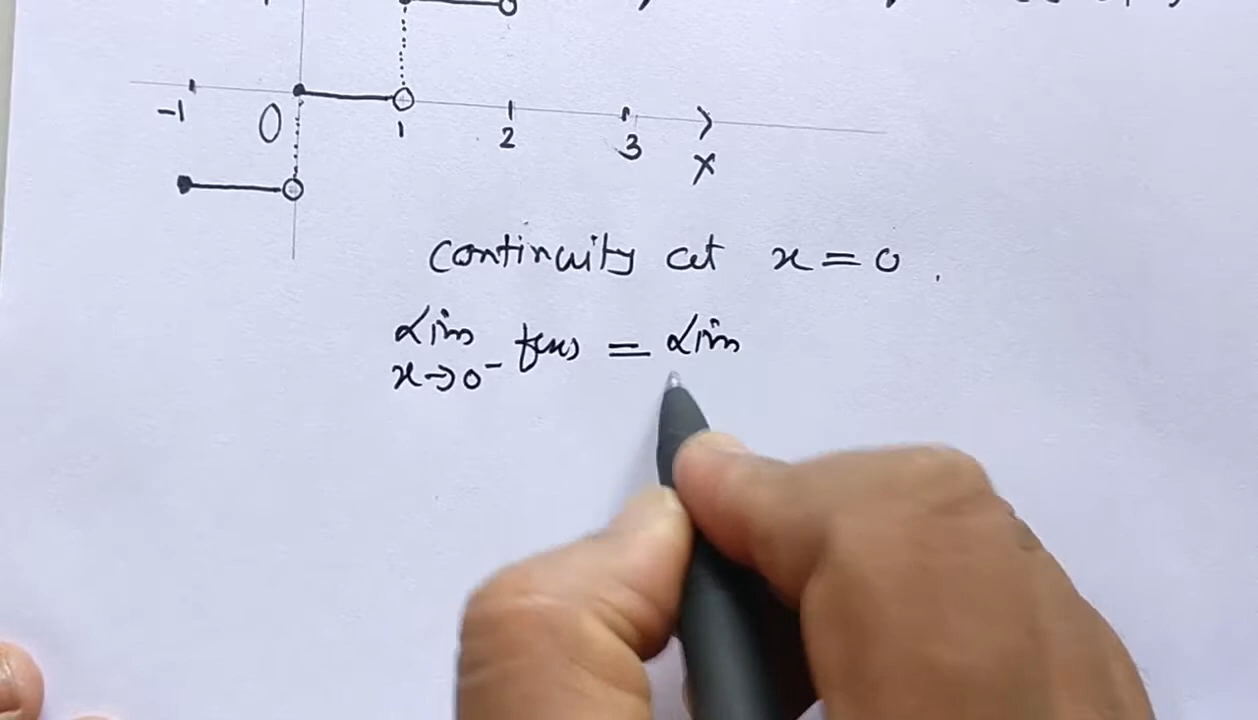 -1 0 1 2 3
x
continuity at x = 0.
Lim f(x) = Lim
x→0⁻